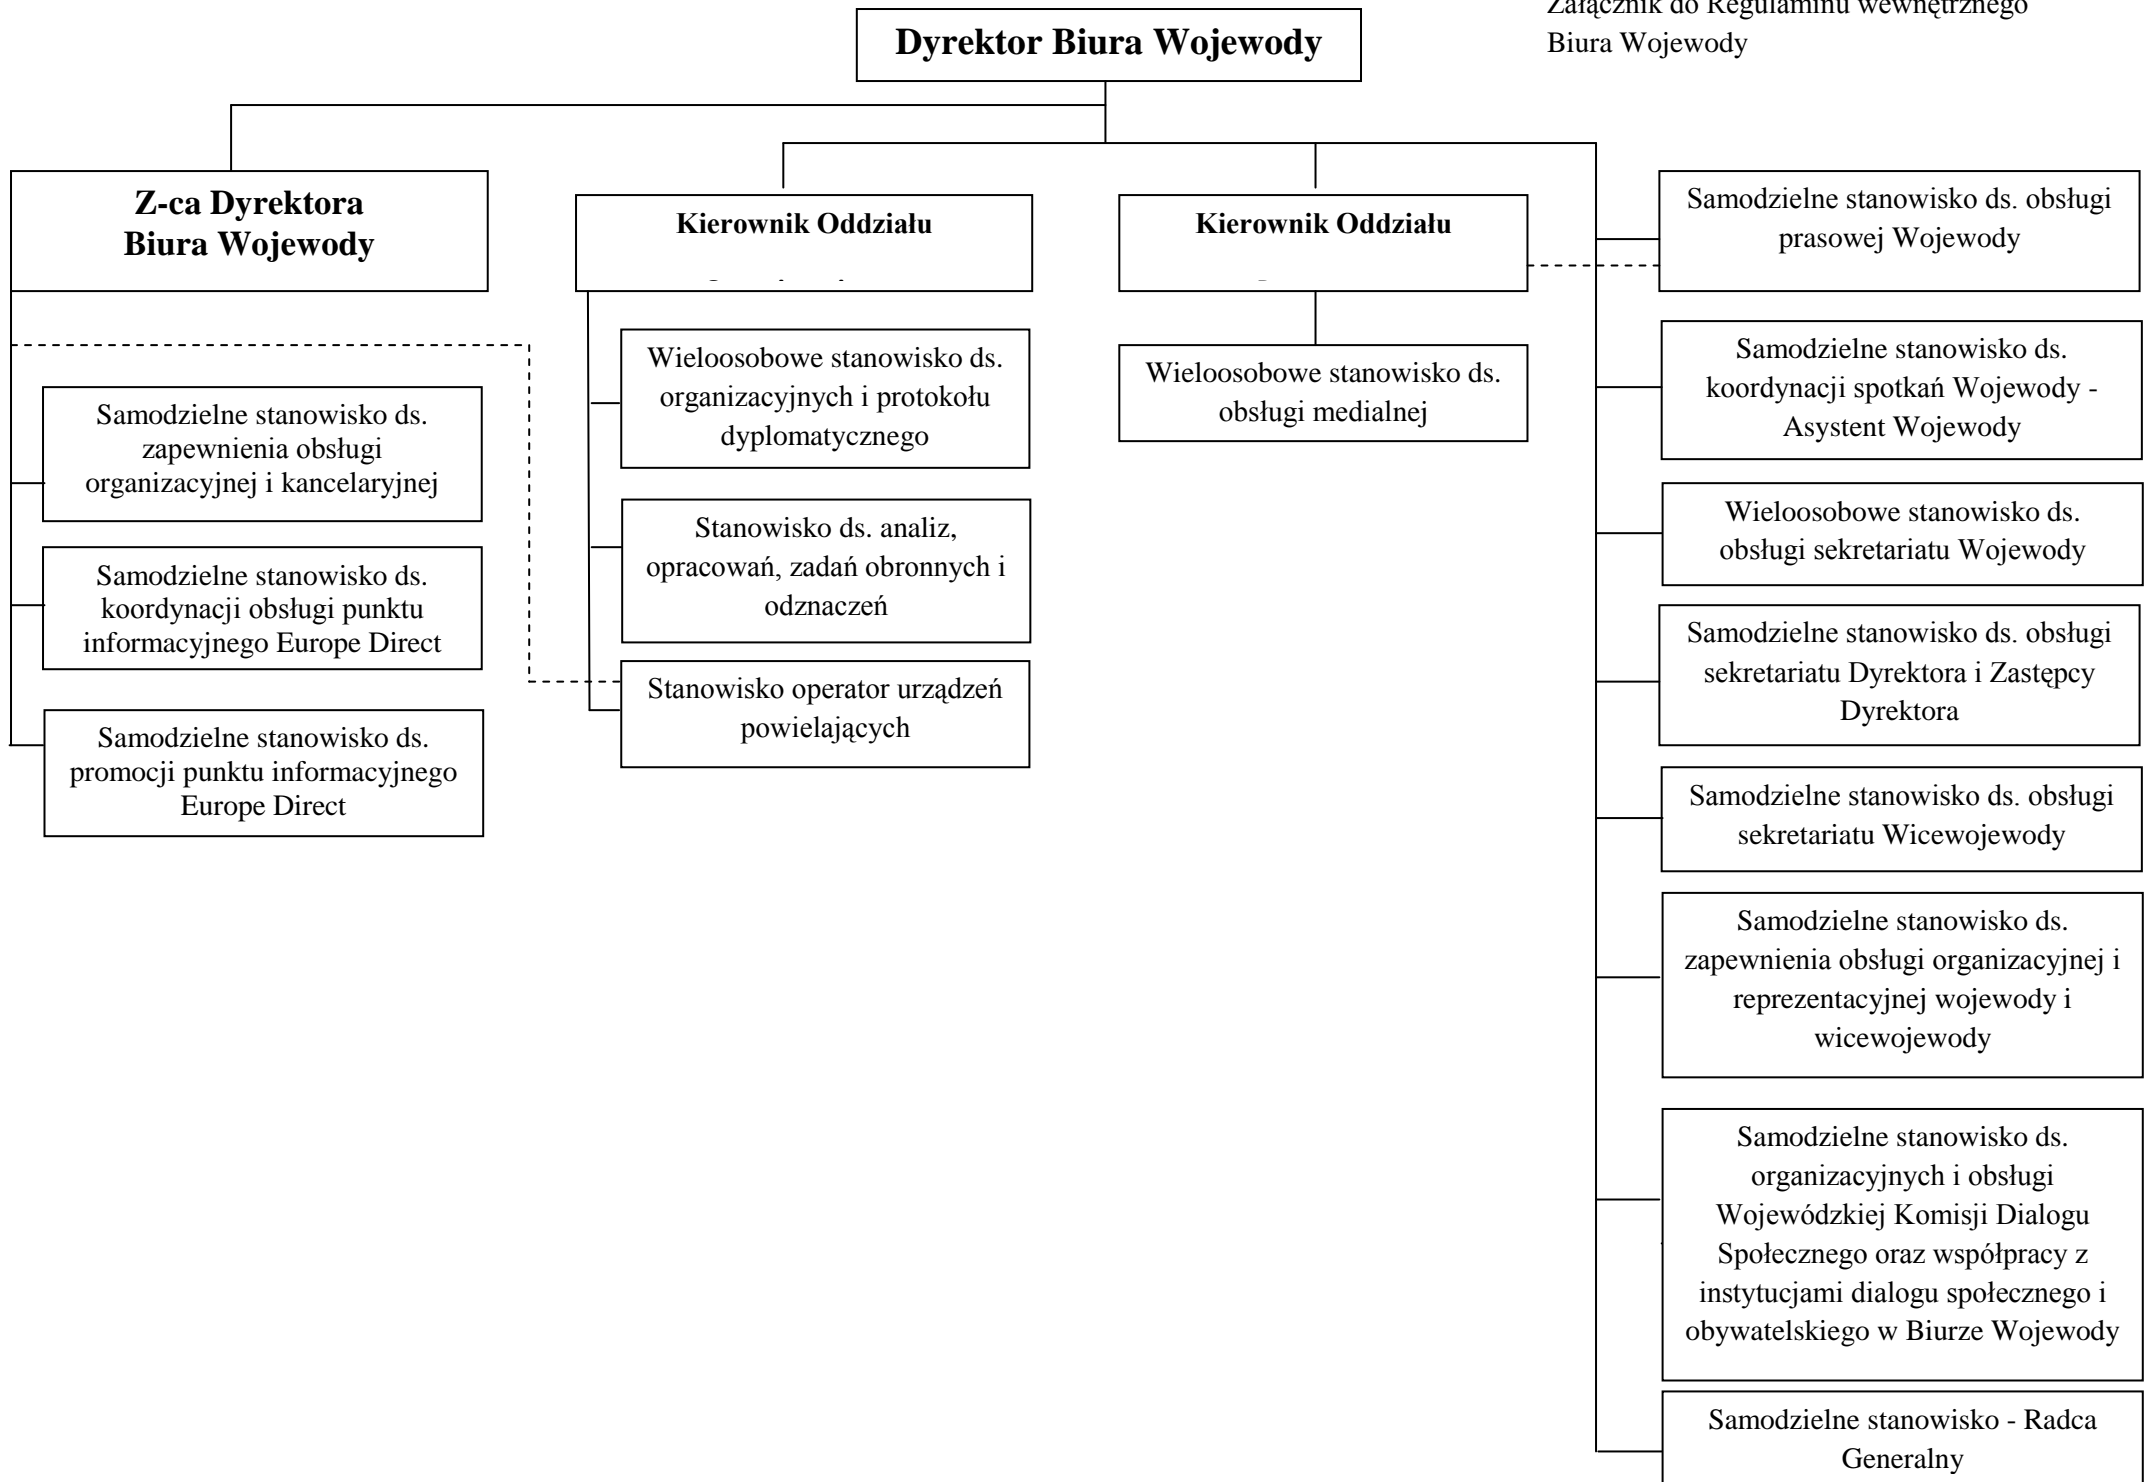 Załącznik do Regulaminu wewnętrznego
Biura Wojewody
Dyrektor Biura Wojewody
Z-ca Dyrektora
Biura Wojewody
Samodzielne stanowisko ds.
zapewnienia obsługi
organizacyjnej i kancelaryjnej
Samodzielne stanowisko ds.
koordynacji obsługi punktu
informacyjnego Europe Direct
Samodzielne stanowisko ds.
promocji punktu informacyjnego
Europe Direct
Kierownik Oddziału
Wieloosobowe stanowisko ds.
organizacyjnych i protokołu
dyplomatycznego
Stanowisko ds. analiz,
opracowań, zadań obronnych i
odznaczeń
Stanowisko operator urządzeń
powielających
Kierownik Oddziału
Wieloosobowe stanowisko ds.
obsługi medialnej
Samodzielne stanowisko ds. obsługi
prasowej Wojewody
Samodzielne stanowisko ds.
koordynacji spotkań Wojewody -
Asystent Wojewody
Wieloosobowe stanowisko ds.
obsługi sekretariatu Wojewody
Samodzielne stanowisko ds. obsługi
sekretariatu Dyrektora i Zastępcy
Dyrektora
Samodzielne stanowisko ds. obsługi
sekretariatu Wicewojewody
Samodzielne stanowisko ds.
zapewnienia obsługi organizacyjnej i
reprezentacyjnej wojewody i
wicewojewody
Samodzielne stanowisko ds.
organizacyjnych i obsługi
Wojewódzkiej Komisji Dialogu
Społecznego oraz współpracy z
instytucjami dialogu społecznego i
obywatelskiego w Biurze Wojewody
Samodzielne stanowisko - Radca
Generalny